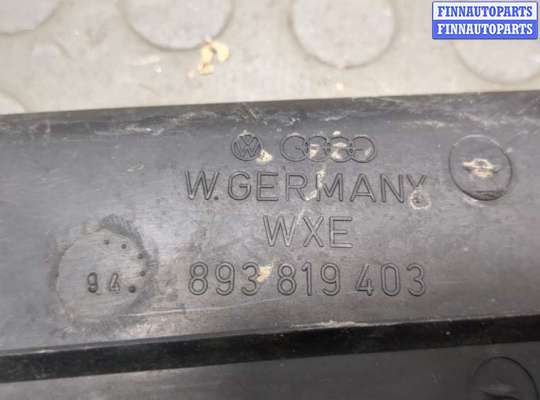 FINNAUTOPARTS
FINNAUTOPARTS
W.GERMANY
WXE
94
893 819 403